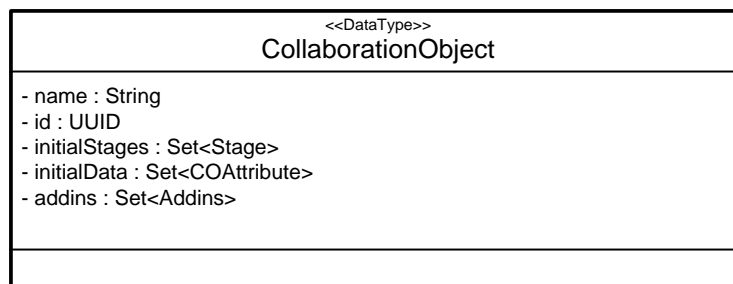 <<DataType>>
CollaborationObject
- name : String
- id : UUID
- initialStages : Set<Stage>
- initialData : Set<COAttribute>
- addins : Set<Addins>